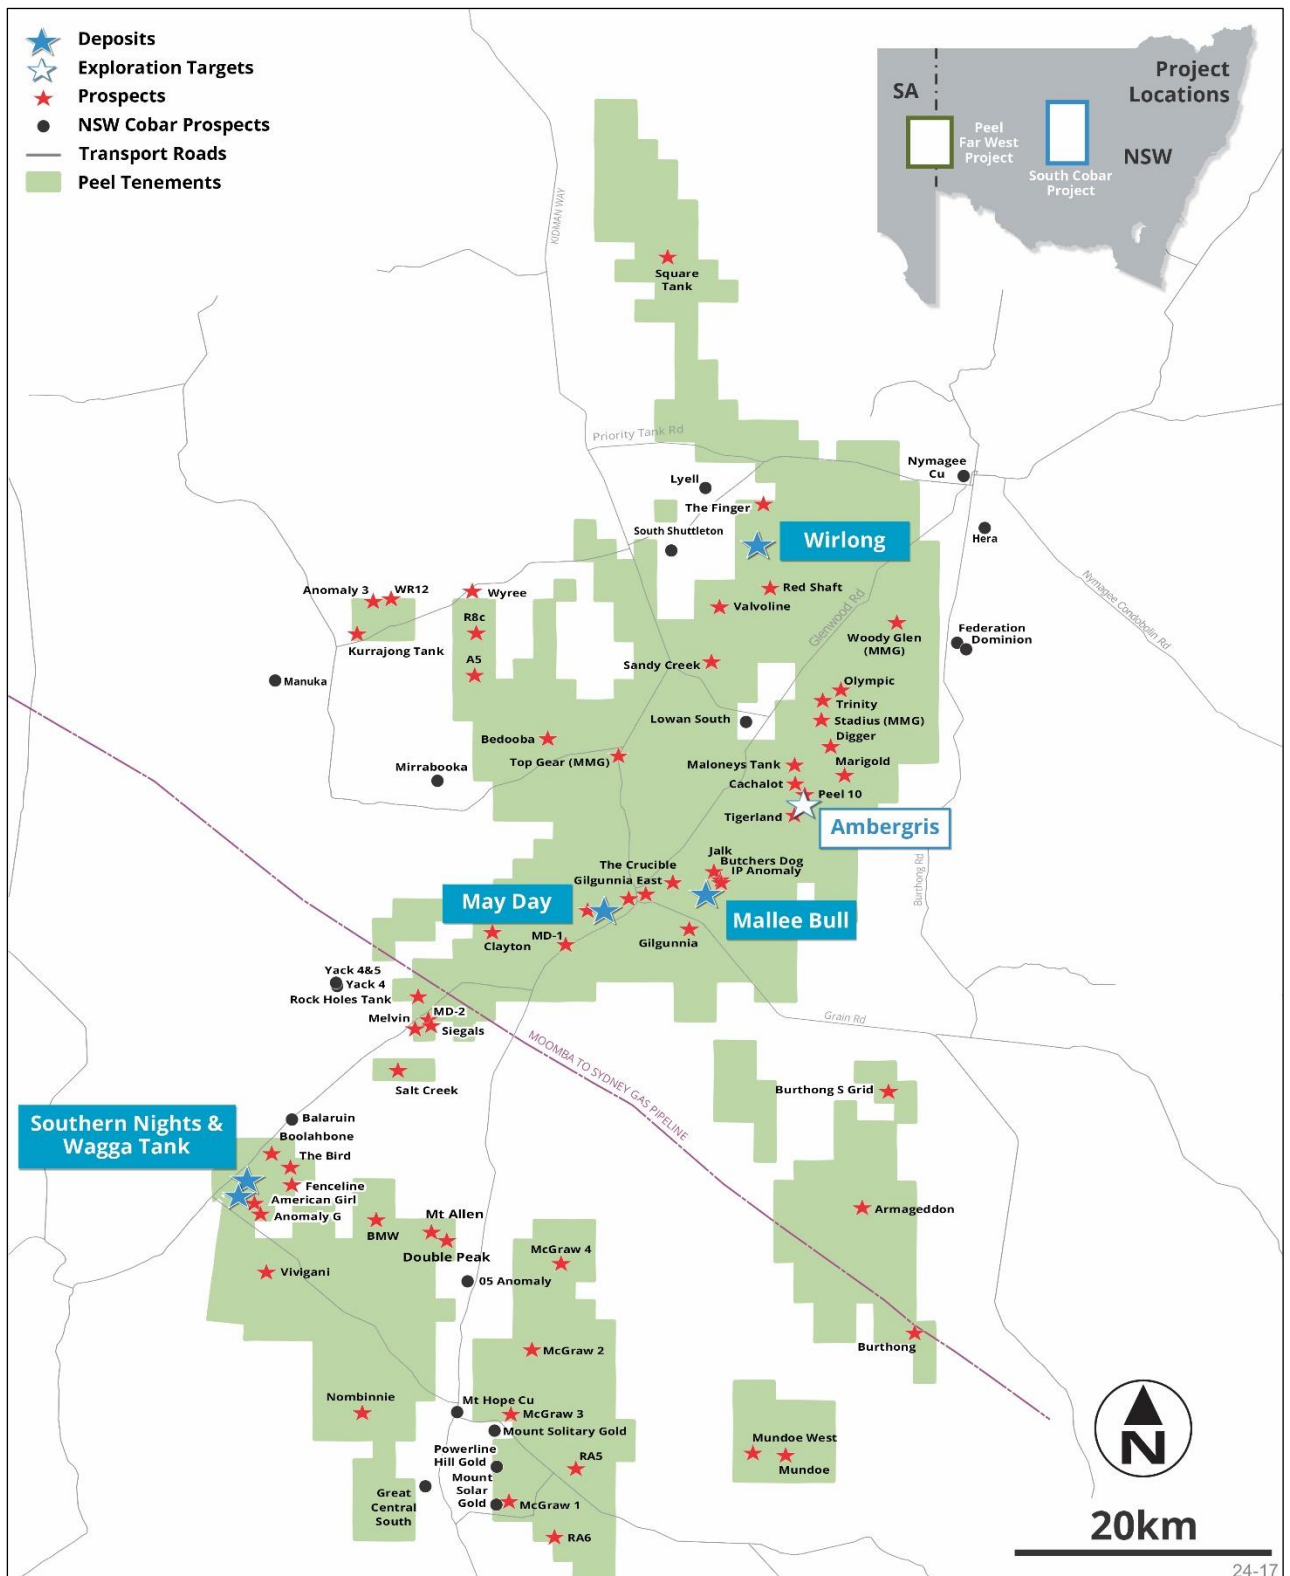 Deposits
Exploration Targets
Prospects
NSW Cobar Prospects
Transport Roads
Peel Tenements
Project
Locations
SA
Peel
Far West
Project
NSW
South Cobar
Project
KIDMAN WAY
Square
Tank
Priority Tank Rd
Nymagee
Cu
Lyell
The Finger
South Shuttleton
Wirlong
Hera
Nymagee Condobolin Rd
Anomaly 3
WR12
Wyree
Red Shaft
Valvoline
Glenwood Rd
R8c
Kurrajong Tank
Woody Glen
(MMG)
Federation
Dominion
A5
Sandy Creek
Manuka
Olympic
Trinity
Lowan South
Stadius (MMG)
Digger
Bedooba
Top Gear (MMG)
Maloneys Tank
Marigold
Mirrabooka
Cachalot
Peel 10
Tigerland
Ambergris
Jalk
Butchers Dog
IP Anomaly
The Crucible
Gilgunnia East
Burthong Rd
May Day
Mallee Bull
Clayton
MD-1
Gilgunnia
Yack 4&5
Yack 4
Rock Holes Tank
MD-2
Melvin
Siegals
Grain Rd
MOOMBA TO SYDNEY GAS PIPELINE
Salt Creek
Burthong S Grid
Southern Nights &
Wagga Tank
Balaruin
Boolahbone
The Bird
Fenceline
American Girl
Anomaly G
BMW
Mt Allen
Double Peak
Armageddon
McGraw 4
Vivigani
05 Anomaly
McGraw 2
Burthong
Nombinnie
Mt Hope Cu
McGraw 3
Mount Solitary Gold
Powerline
Hill Gold
RA5
Mundoe West
Mundoe
Mount
Solar
Gold
McGraw 1
Great
Central
South
RA6
N
20km
24-17